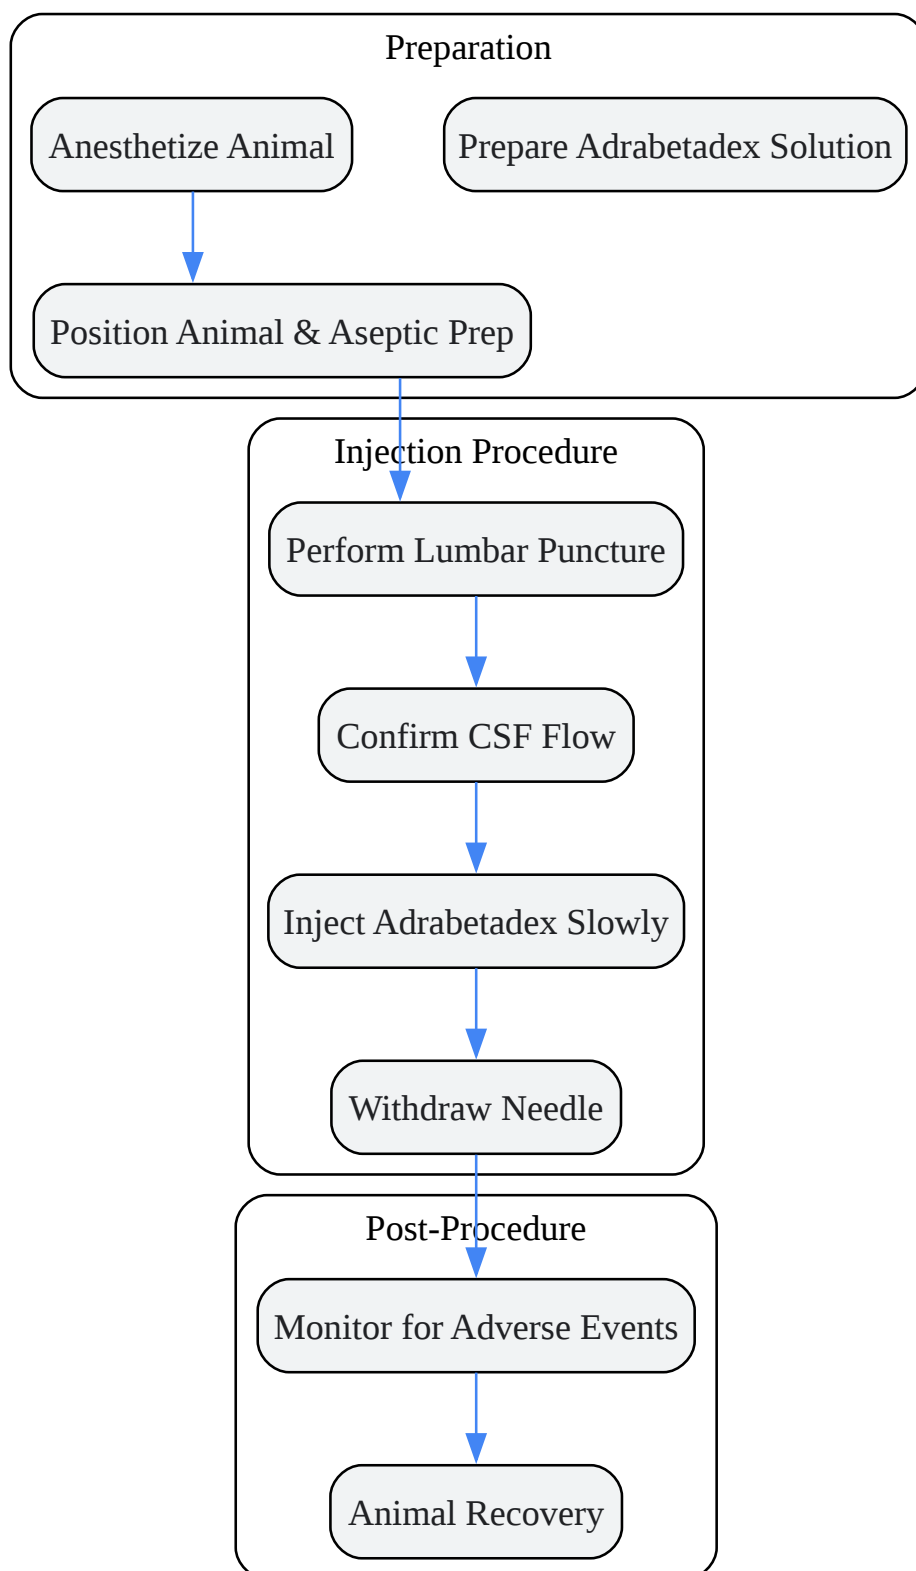 Preparation
Anesthetize Animal
Prepare Adrabetadex Solution
Position Animal & Aseptic Prep
Injection Procedure
Perform Lumbar Puncture
Confirm CSF Flow
Inject Adrabetadex Slowly
Withdraw Needle
Post-Procedure
Monitor for Adverse Events
Animal Recovery